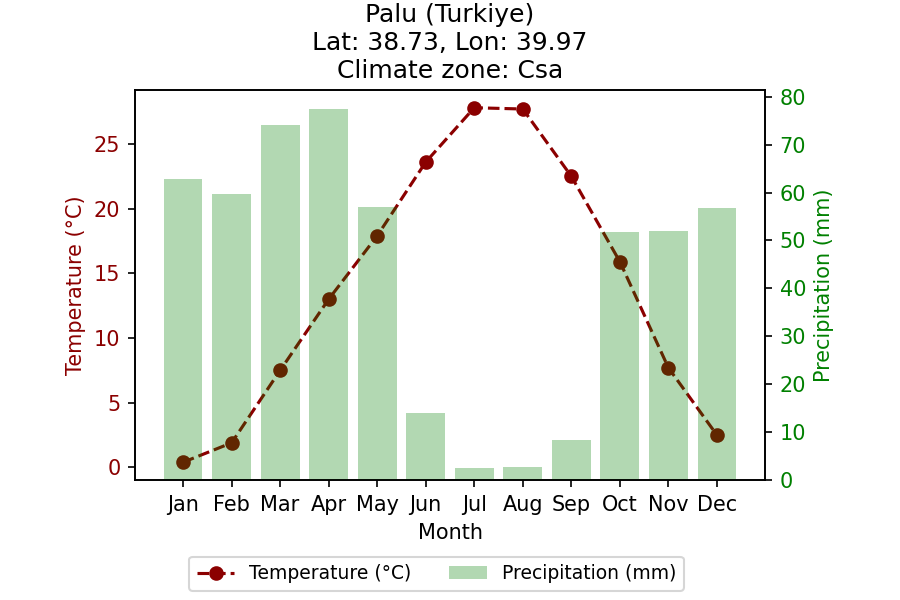 Palu (Turkiye)
Lat: 38.73, Lon: 39.97
Climate zone: Csa
Temperature (°C)
25
20
15
10
5
0
80
70
60
50
40
30
20
10
0
Precipitation (mm)
Jan Feb Mar Apr May Jun Jul Aug Sep Oct Nov Dec
Month
Temperature (°C) Precipitation (mm)